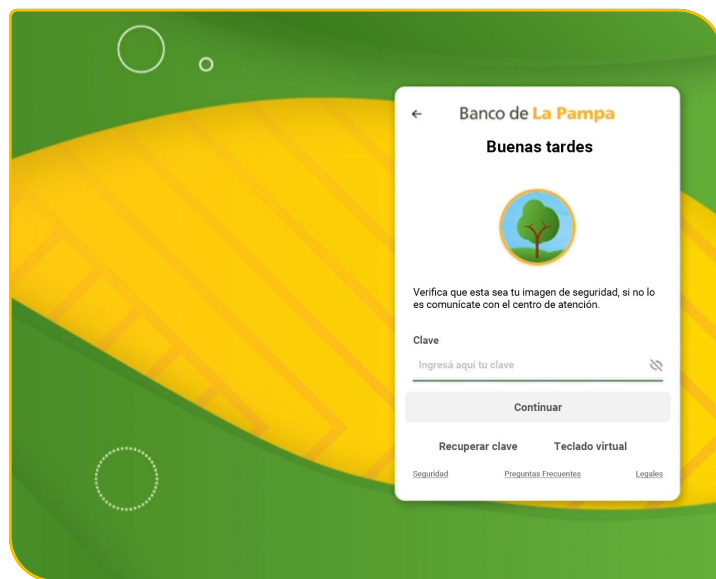 Banco de La Pampa
Buenas tardes
Verifica que esta sea tu imagen de seguridad, si no lo
es comunícate con el centro de atención.
Clave
Ingresá aquí tu clave
Continuar
Recuperar clave Teclado virtual
Seguridad Preguntas Frecuentes Legales